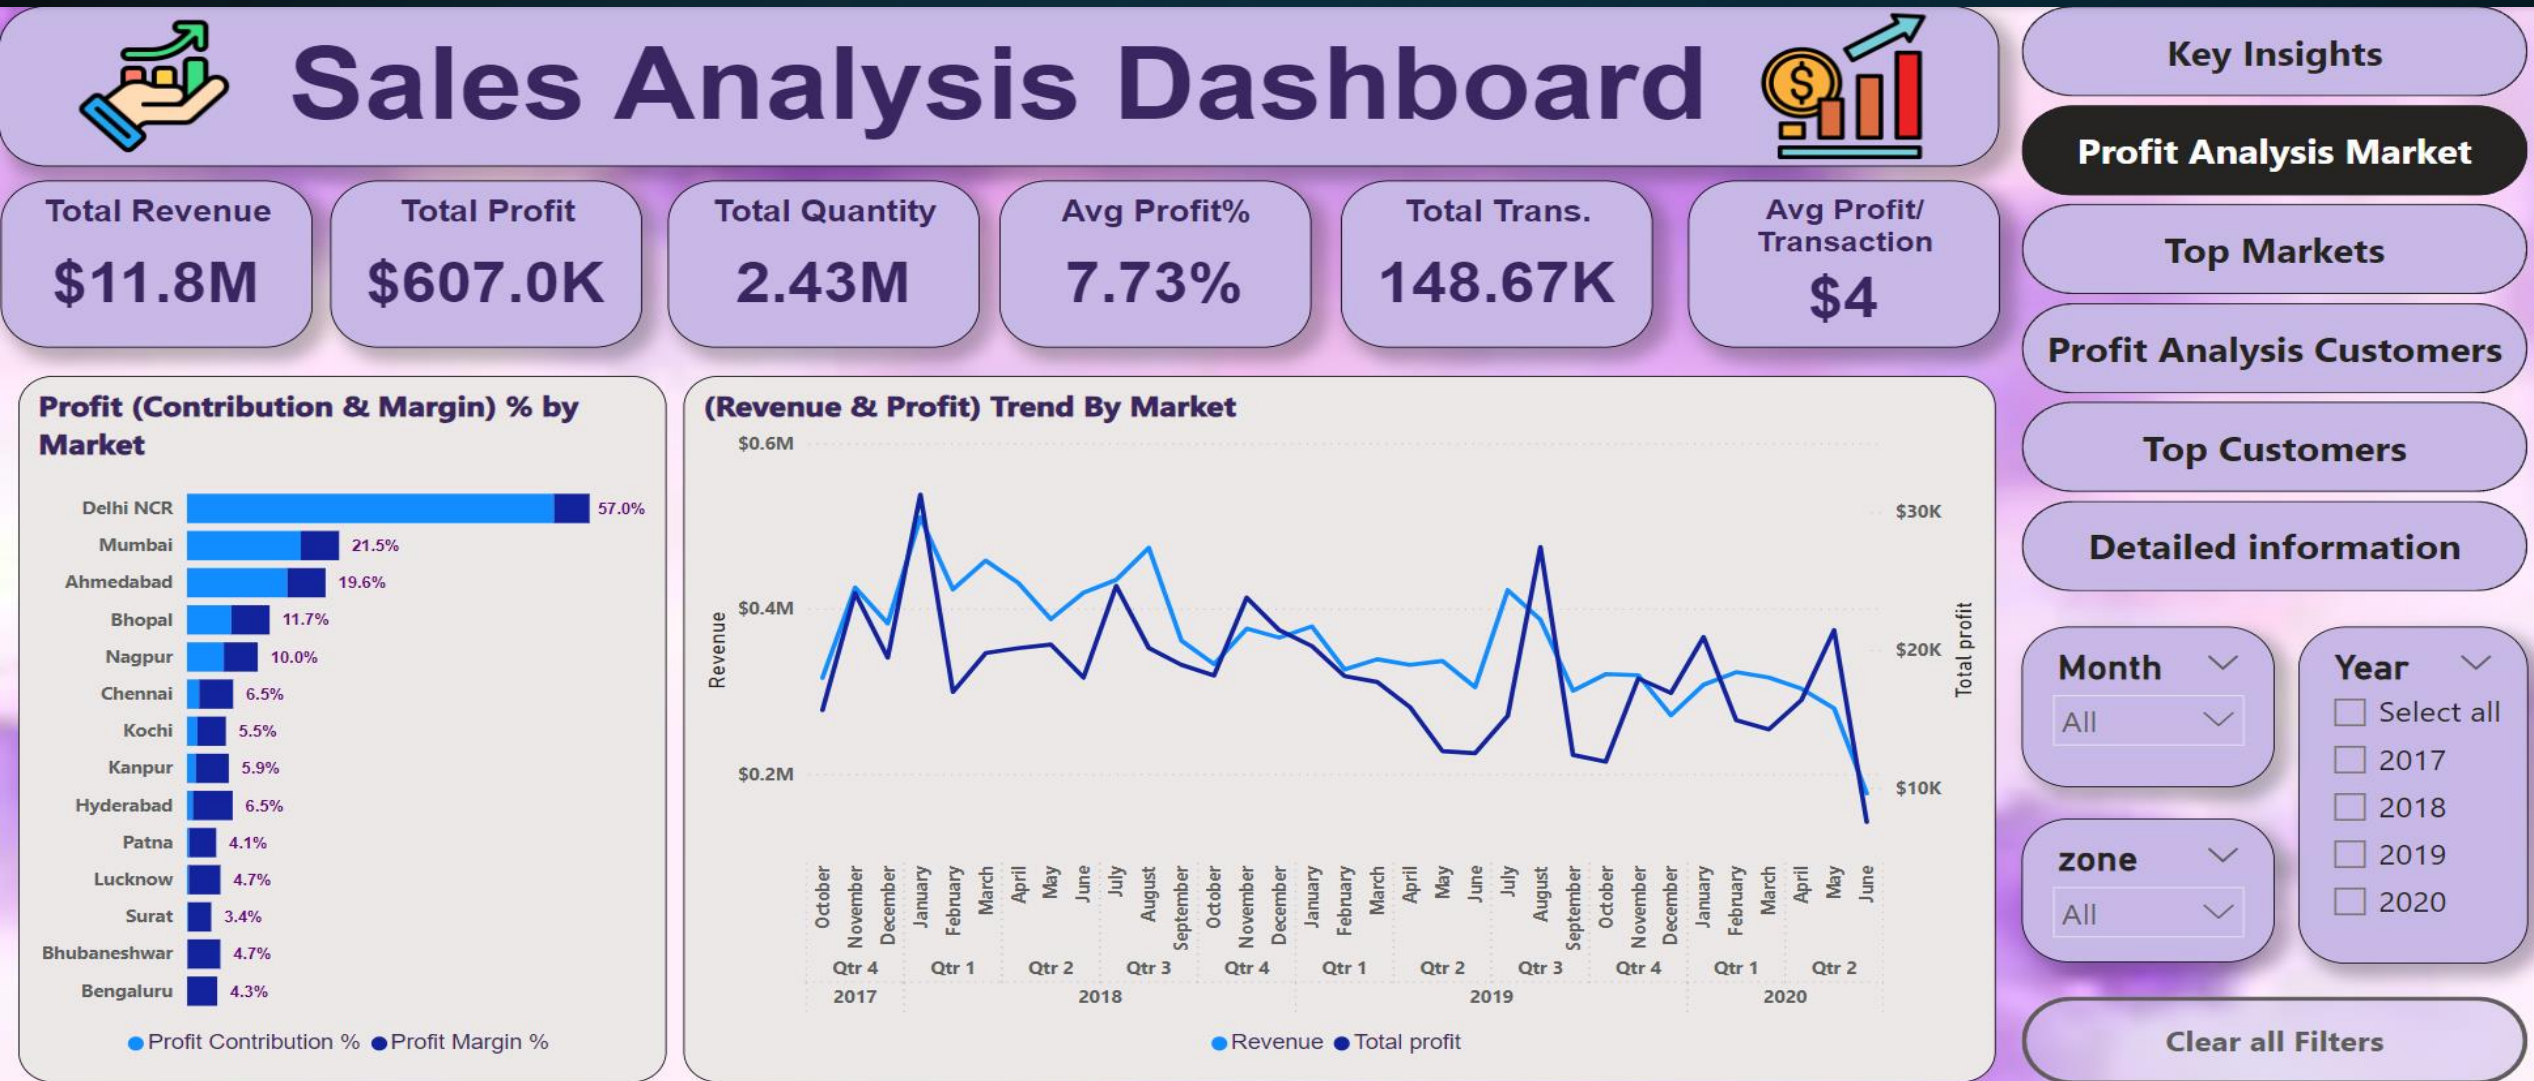 Sales Analysis Dashboard
Total Revenue
$11.8M
Total Profit
$607.0K
Total Quantity
2.43M
Avg Profit%
7.73%
Total Trans.
148.67K
Avg Profit/
Transaction
$4
Profit (Contribution & Margin) % by
Market
Delhi NCR 57.0%
Mumbai 21.5%
Ahmedabad 19.6%
Bhopal 11.7%
Nagpur 10.0%
Chennai 6.5%
Kochi 5.5%
Kanpur 5.9%
Hyderabad 6.5%
Patna 4.1%
Lucknow 4.7%
Surat 3.4%
Bhubaneshwar 4.7%
Bengaluru 4.3%
Profit Contribution % Profit Margin %
(Revenue & Profit) Trend By Market
$0.6M
$0.4M
$0.2M
Revenue
$30K
$20K
$10K
Total profit
October November December January February March April May June July August September October November December January February March April May June July August September October November December January February March April May June
Qtr 4 Qtr 1 Qtr 2 Qtr 3 Qtr 4 Qtr 1 Qtr 2 Qtr 3 Qtr 4 Qtr 1 Qtr 2
2017 2018 2019 2020
Revenue Total profit
Key Insights
Profit Analysis Market
Top Markets
Profit Analysis Customers
Top Customers
Detailed information
Month
All
zone
All
Year
Select all
2017
2018
2019
2020
Clear all Filters